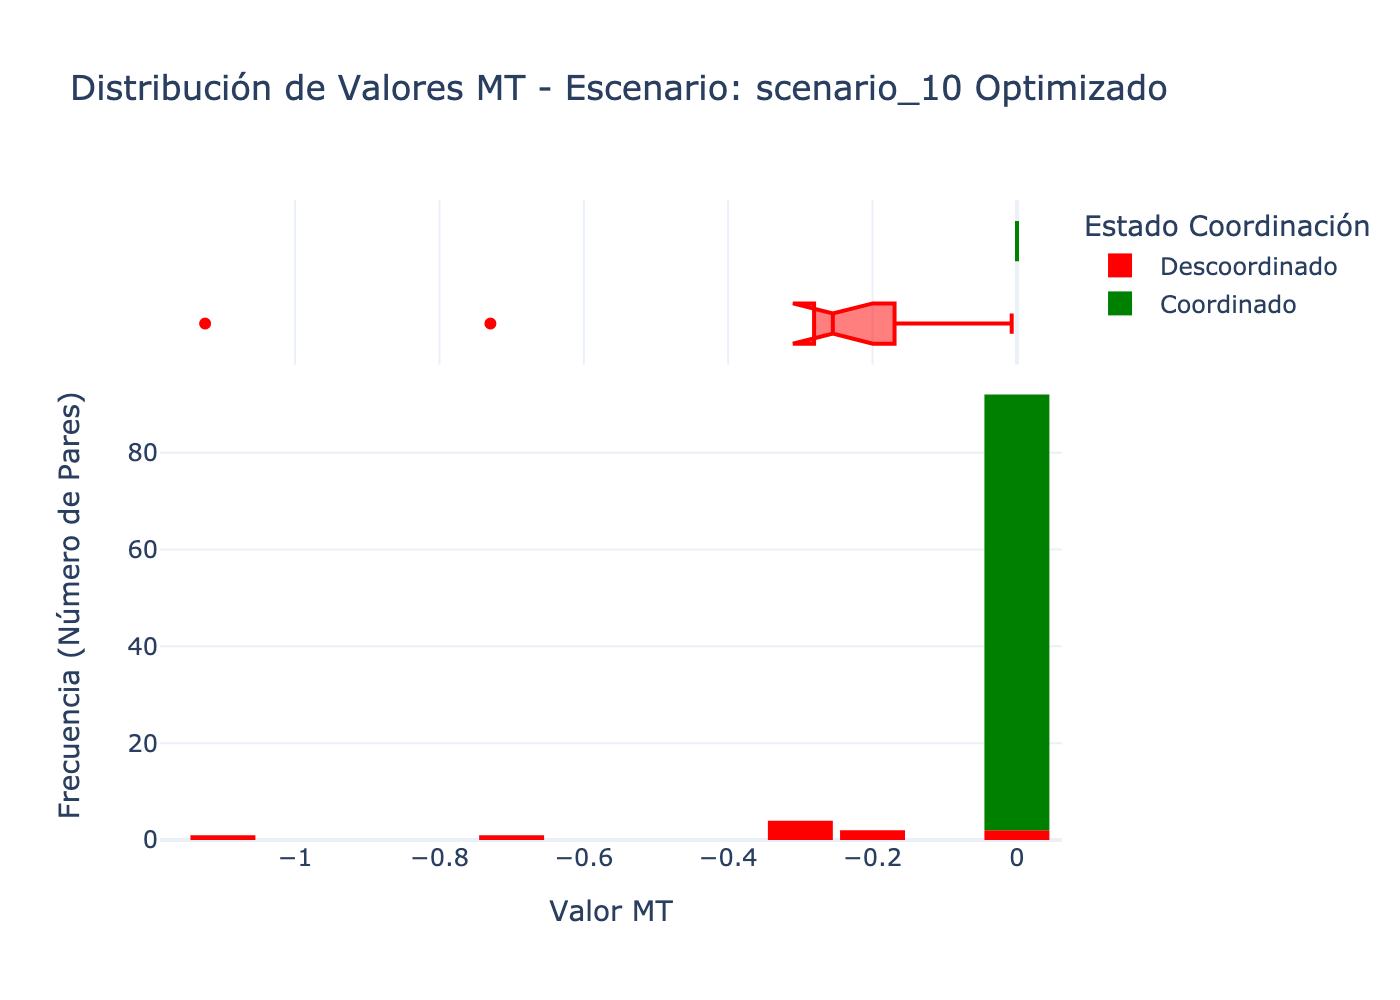 Distribución de Valores MT - Escenario: scenario_10 Optimizado
Estado Coordinación
Descoordinado
Coordinado
Frecuencia (Número de Pares)
80
60
40
20
0
−1
−0.8
−0.6
−0.4
−0.2
0
Valor MT